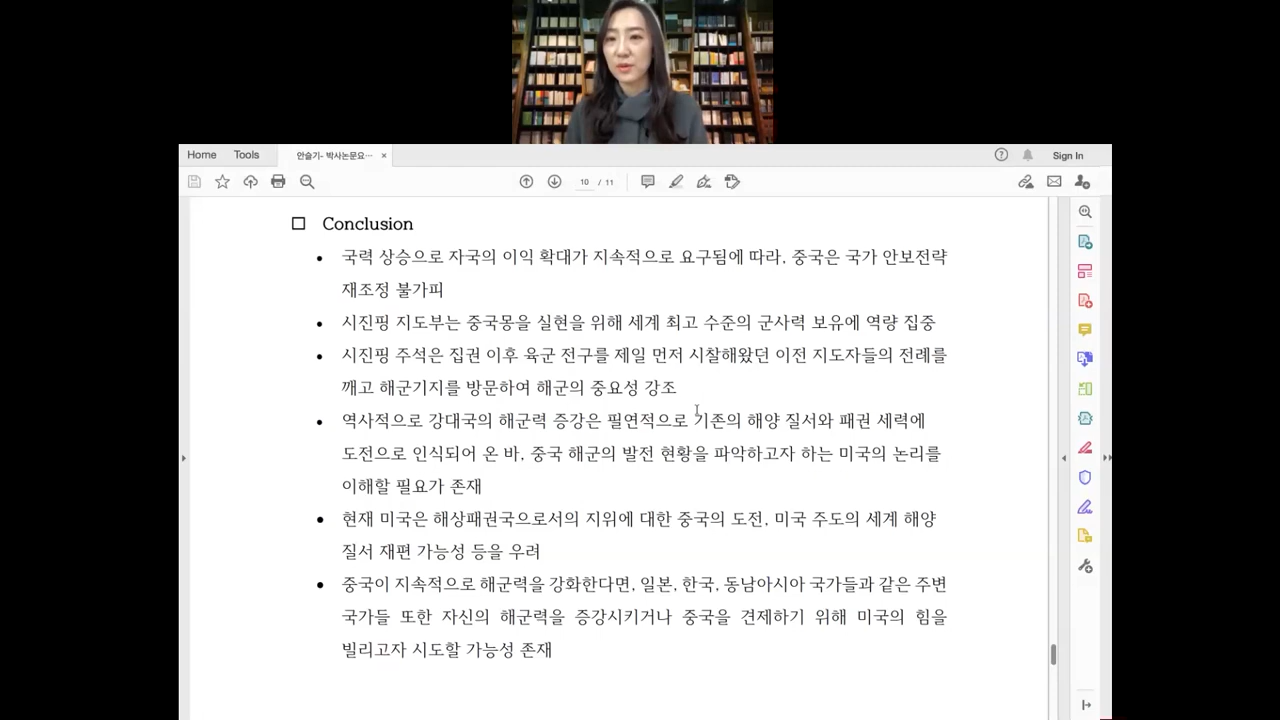 Home Tools 안슬기- 박사논문요... × Sign In
10 / 11
Conclusion
• 국력 상승으로 자국의 이익 확대가 지속적으로 요구됨에 따라, 중국은 국가 안보전략
재조정 불가피
• 시진핑 지도부는 중국몽을 실현을 위해 세계 최고 수준의 군사력 보유에 역량 집중
• 시진핑 주석은 집권 이후 육군 전구를 제일 먼저 시찰해왔던 이전 지도자들의 전례를
깨고 해군기지를 방문하여 해군의 중요성 강조
• 역사적으로 강대국의 해군력 증강은 필연적으로 기존의 해양 질서와 패권 세력에
도전으로 인식되어 온 바, 중국 해군의 발전 현황을 파악하고자 하는 미국의 논리를
이해할 필요가 존재
• 현재 미국은 해상패권국으로서의 지위에 대한 중국의 도전, 미국 주도의 세계 해양
질서 재편 가능성 등을 우려
• 중국이 지속적으로 해군력을 강화한다면, 일본, 한국, 동남아시아 국가들과 같은 주변
국가들 또한 자신의 해군력을 증강시키거나 중국을 견제하기 위해 미국의 힘을
빌리고자 시도할 가능성 존재